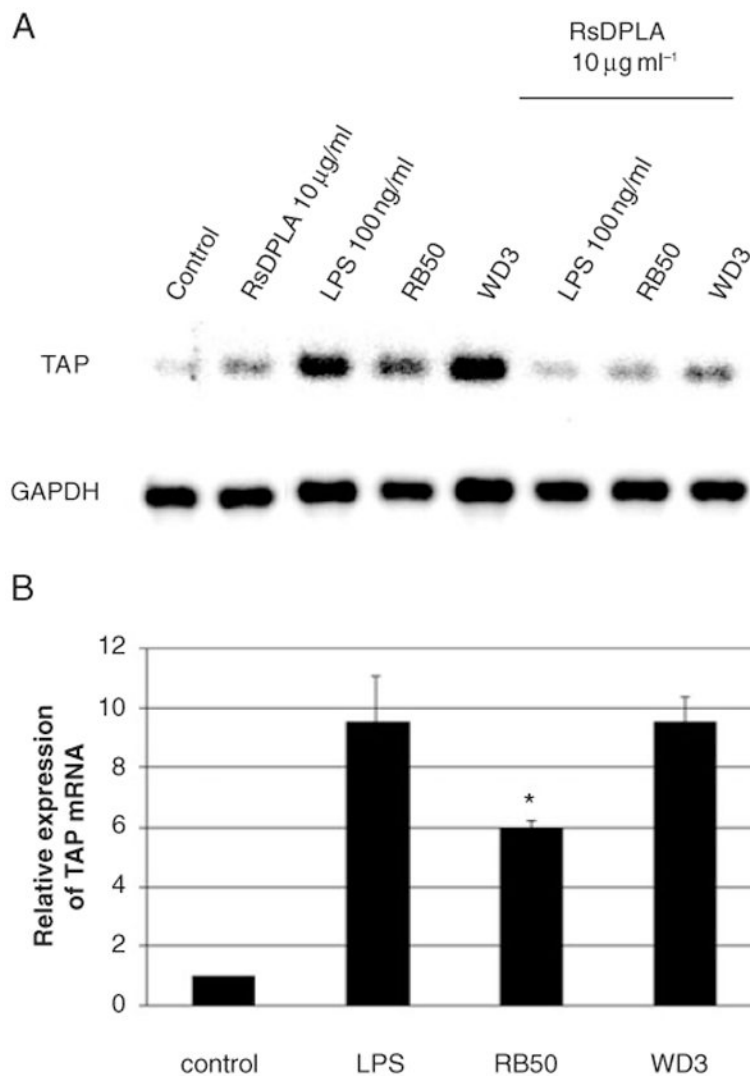 A
RsDPLA
10 µg ml⁻¹
Control
RsDPLA 10 µg/ml
LPS 100 ng/ml
RB50
WD3
LPS 100 ng/ml
RB50
WD3
TAP
GAPDH
B
Relative expression
of TAP mRNA
12
10
8
6
4
2
0
*
control
LPS
RB50
WD3